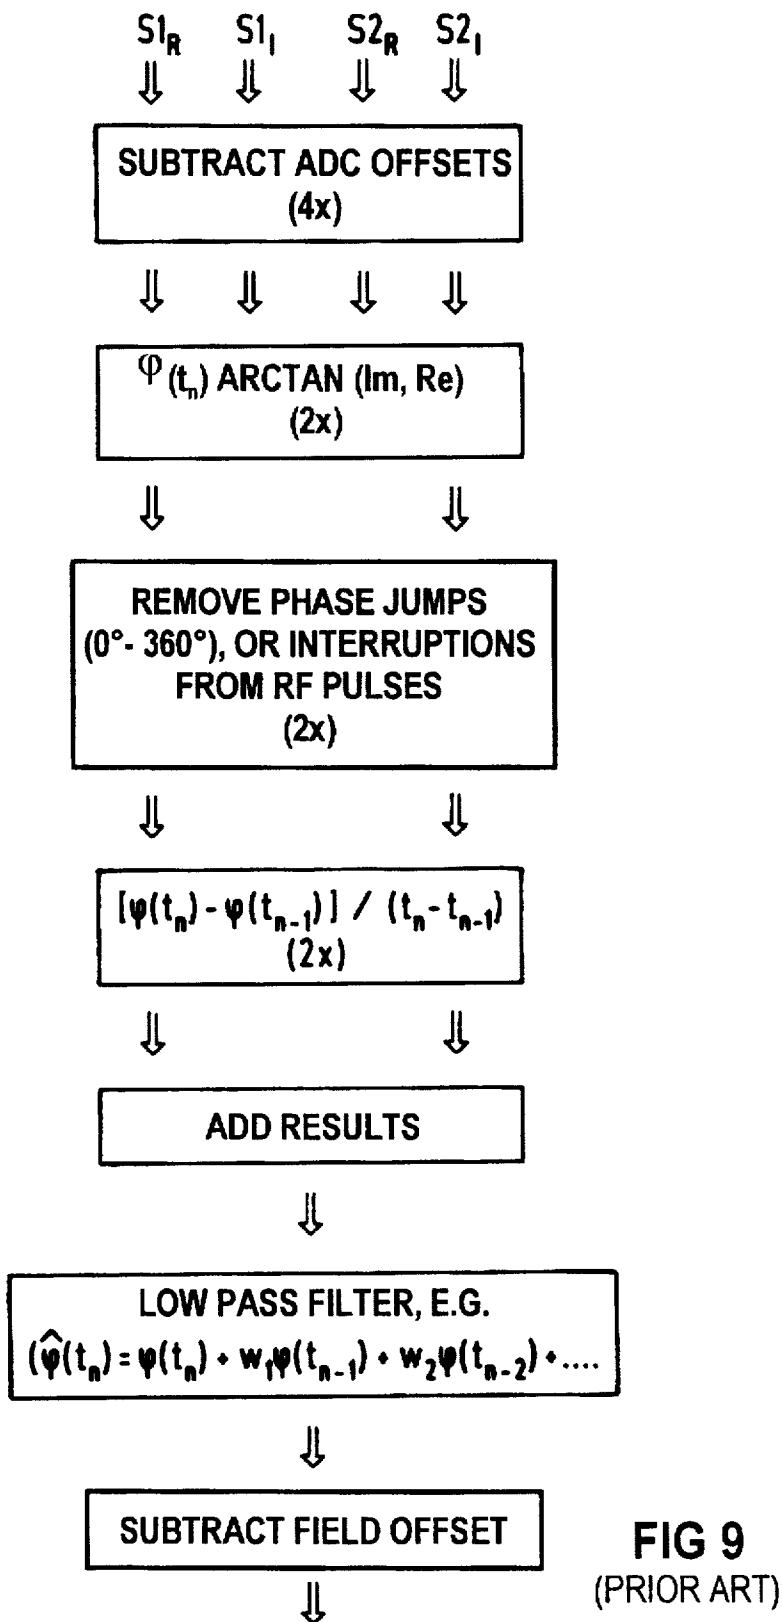 S1R S1I S2R S2I
SUBTRACT ADC OFFSETS
(4x)
φ(tn) ARCTAN (Im, Re)
(2x)
REMOVE PHASE JUMPS
(0°- 360°), OR INTERRUPTIONS
FROM RF PULSES
(2x)
[φ(tn) - φ(tn-1)] / (tn - tn-1)
(2x)
ADD RESULTS
LOW PASS FILTER, E.G.
(φ̂(tn) = φ(tn) + w1φ(tn-1) + w2φ(tn-2) + ....
SUBTRACT FIELD OFFSET
FIG 9
(PRIOR ART)